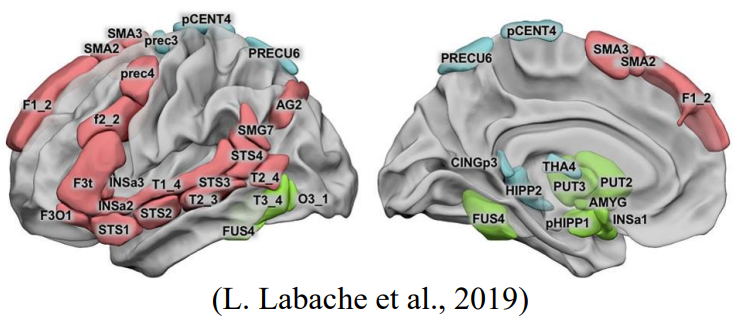 SMA3
SMA2
prec3
pCENT4
PRECU6
prec4
F1_2
AG2
f2_2
SMG7
STS4
F3t
INSa3
T1_4
STS3
T2_4
INSa2
STS2
T2_3
T3_4
O3_1
F3O1
STS1
FUS4
pCENT4
PRECU6
SMA3
SMA2
F1_2
CINGp3
THA4
HIPP2
PUT3
PUT2
AMYG
FUS4
pHIPP1
INSa1
(L. Labache et al., 2019)